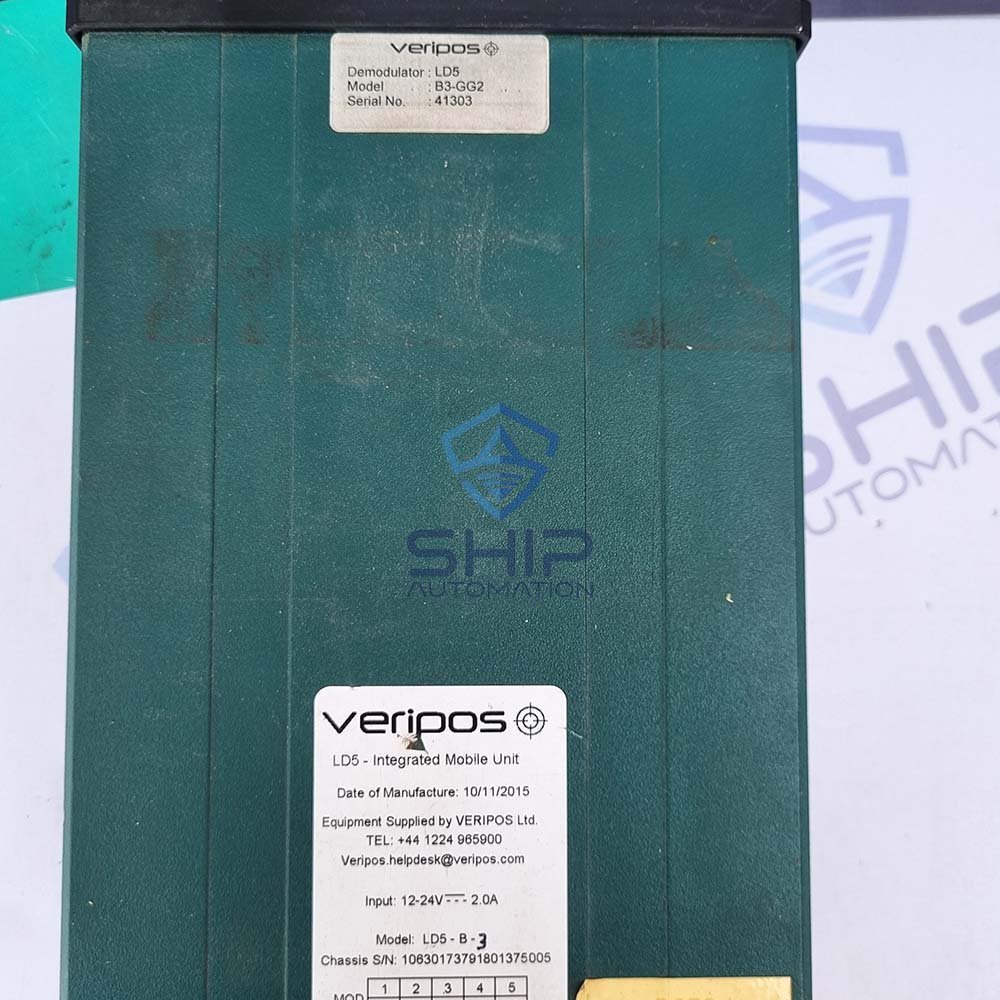 veripos
Demodulator : LD5
Model : B3-GG2
Serial No. : 41303
SHIP
AUTOMATION
SHIP
AUTOMATION
veripos
LD5 - Integrated Mobile Unit
Date of Manufacture: 10/11/2015
Equipment Supplied by VERIPOS Ltd.
TEL: +44 1224 965900
Veripos.helpdesk@veripos.com
Input: 12-24V 2.0A
Model: LD5 - B - 3
Chassis S/N: 10630173791801375005
1 2 3 4 5
MOD